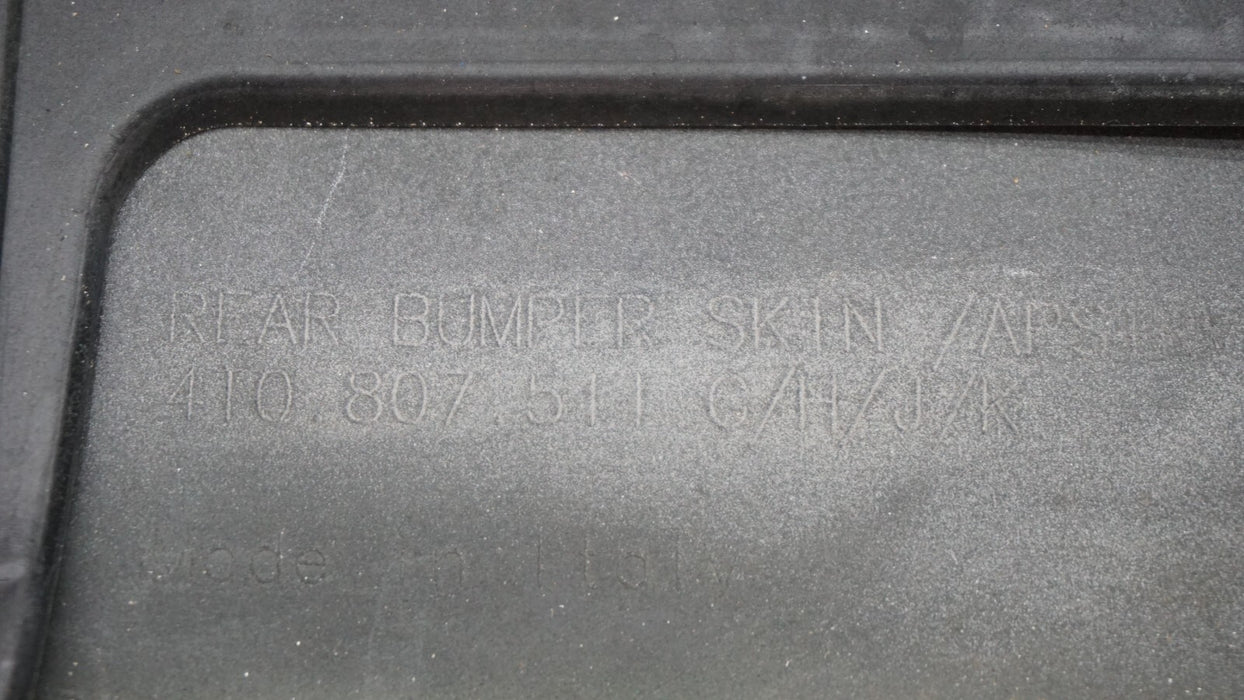 REAR BUMPER SKIN /APS
4T0.807.511 C/H/J/K
Made in Italy